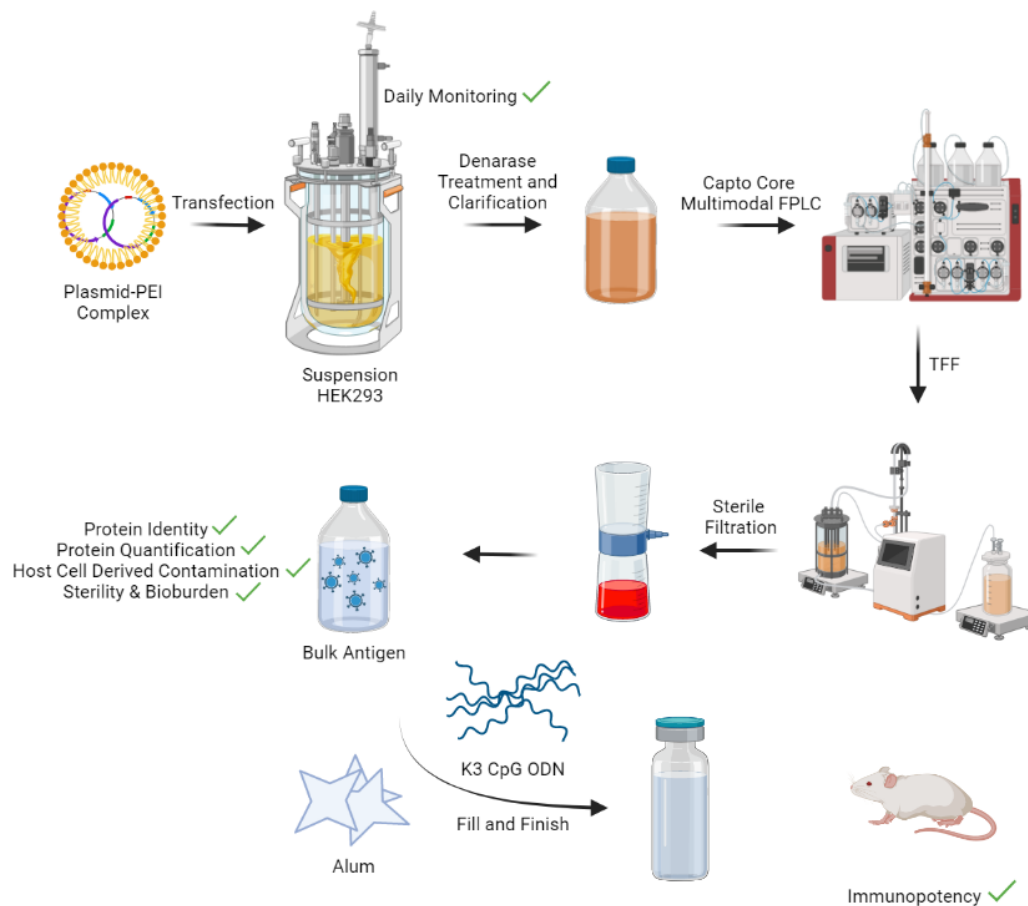 Daily Monitoring
Plasmid-PEI
Complex
Transfection
Suspension
HEK293
Denarase
Treatment and
Clarification
Capto Core
Multimodal FPLC
TFF
Sterile
Filtration
Protein Identity
Protein Quantification
Host Cell Derived Contamination
Sterility & Bioburden
Bulk Antigen
K3 CpG ODN
Fill and Finish
Alum
Immunopotency